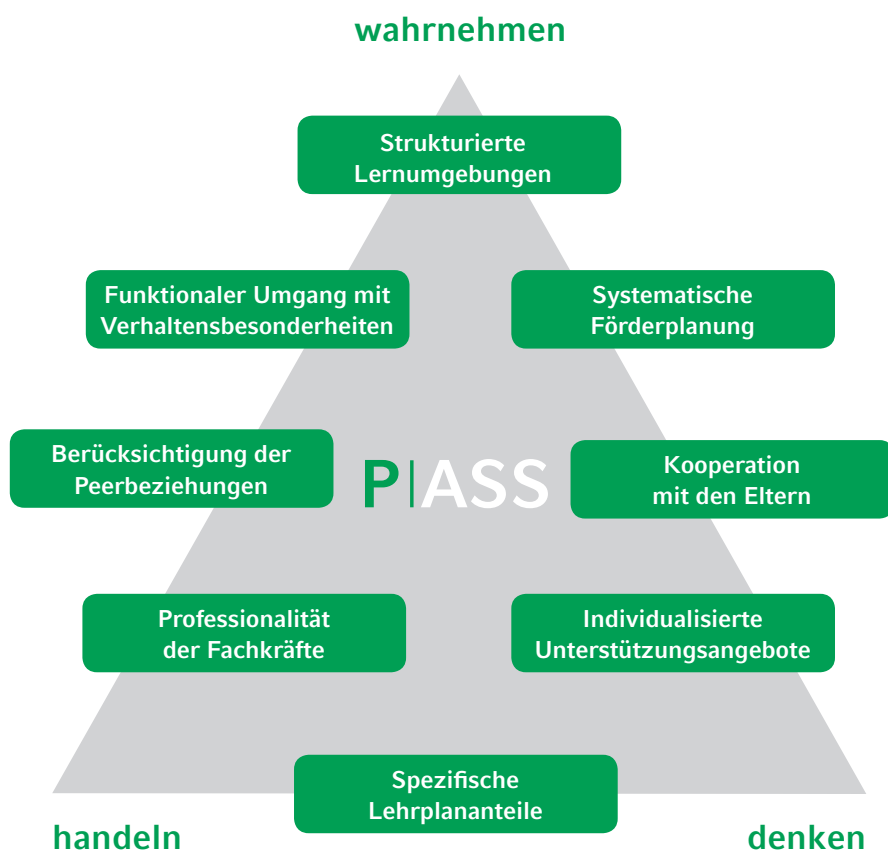 wahrnehmen
Strukturierte
Lernumgebungen
Funktionaler Umgang mit
Verhaltensbesonderheiten
Systematische
Förderplanung
Berücksichtigung der
Peerbeziehungen
P|ASS
Kooperation
mit den Eltern
Professionalität
der Fachkräfte
Individualisierte
Unterstützungsangebote
Spezifische
Lehrplananteile
handeln
denken